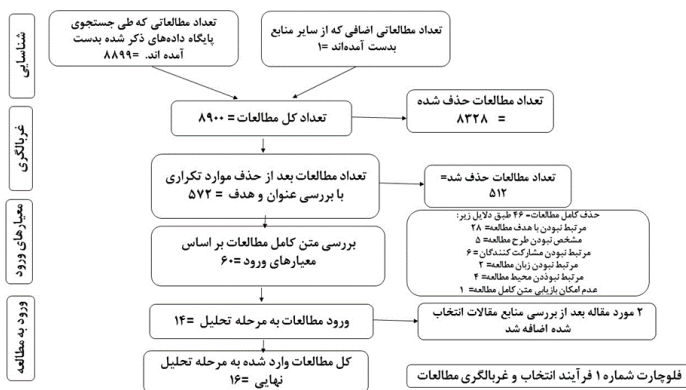 شناسایی
تعداد مطالعاتی که طی جستجوی
پایگاه داده‌های ذکر شده بدست
آمده اند. =۸۸۹۹
تعداد مطالعاتی اضافی که از سایر منابع
بدست آمده‌اند =۱
غربالگری
تعداد کل مطالعات = ۸۹۰۰
تعداد مطالعات حذف شده
= ۸۳۲۸
تعداد مطالعات بعد از حذف موارد تکراری
با بررسی عنوان و هدف = ۵۷۲
تعداد مطالعات حذف شد=
۵۱۲
معیارهای ورود
بررسی متن کامل مطالعات بر اساس
معیارهای ورود =۶۰
حذف کامل مطالعات= ۴۶ طبق دلایل زیر:
مرتبط نبودن با هدف مطالعه= ۲۸
مشخص نبودن طرح مطالعه= ۵
مرتبط نبودن مشارکت کنندگان = ۶
مرتبط نبودن زبان مطالعه= ۲
مرتبط نبوذدن محیط مطالعه= ۴
عدم امکان بازیابی متن کامل مطالعه= ۱
ورود به مطالعه
ورود مطالعات به مرحله تحلیل =۱۴
۲ مورد مقاله بعد از بررسی منابع مقالات انتخاب
شده اضافه شد
کل مطالعات وارد شده به مرحله تحلیل
نهایی =۱۶
فلوچارت شماره ۱ فرآیند انتخاب و غربالگری مطالعات